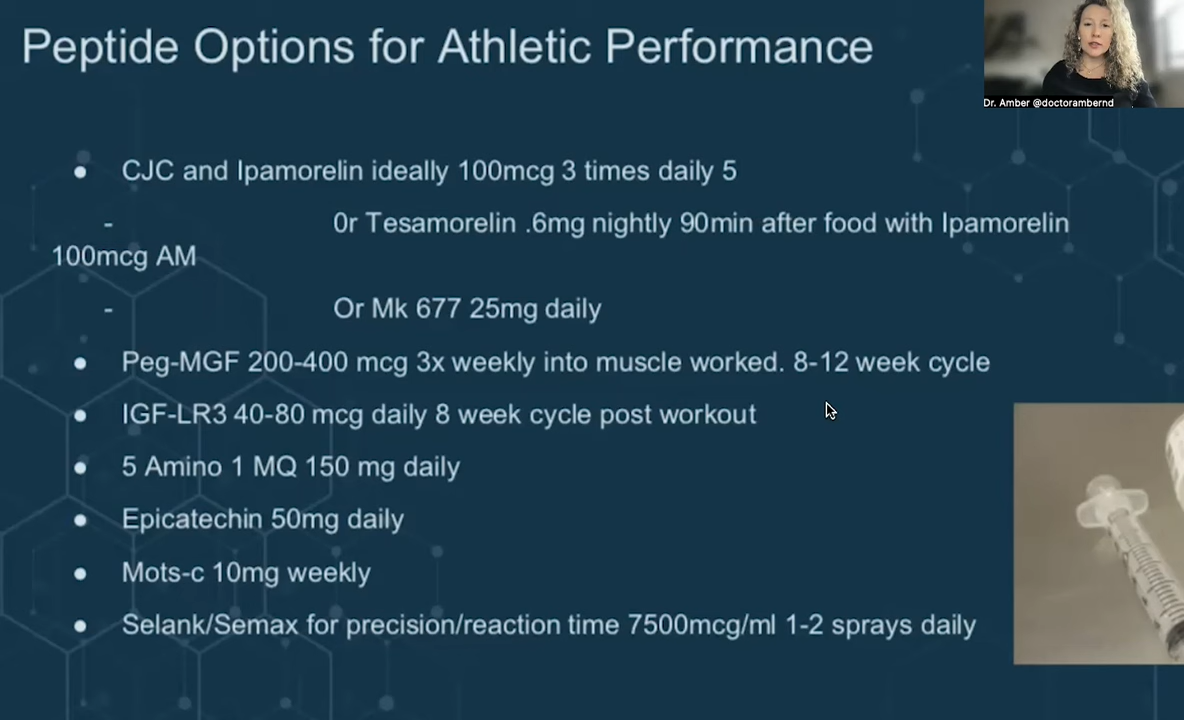 Peptide Options for Athletic Performance
Dr. Amber @doctorambernd
• CJC and Ipamorelin ideally 100mcg 3 times daily 5
- 0r Tesamorelin .6mg nightly 90min after food with Ipamorelin
100mcg AM
- Or Mk 677 25mg daily
• Peg-MGF 200-400 mcg 3x weekly into muscle worked. 8-12 week cycle
• IGF-LR3 40-80 mcg daily 8 week cycle post workout
• 5 Amino 1 MQ 150 mg daily
• Epicatechin 50mg daily
• Mots-c 10mg weekly
• Selank/Semax for precision/reaction time 7500mcg/ml 1-2 sprays daily